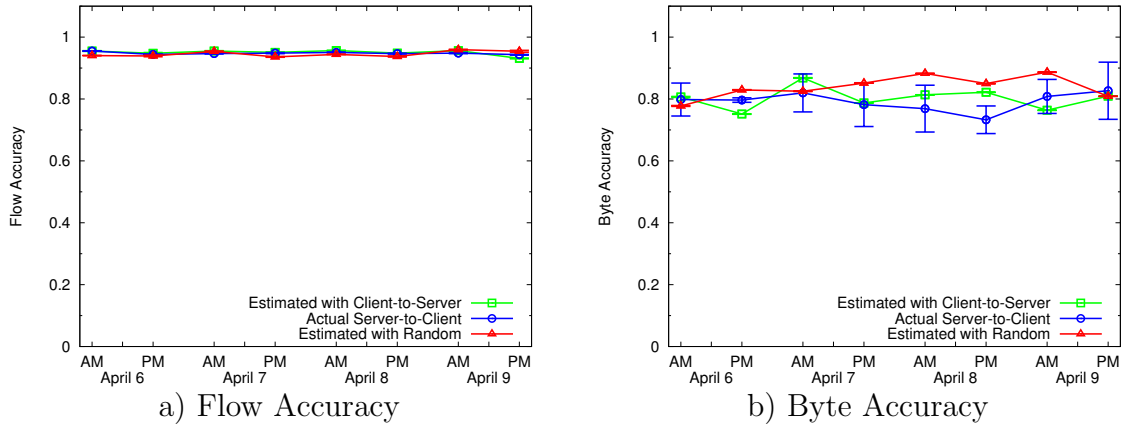 1
0.8
0.6
0.4
0.2
0
Flow Accuracy
Estimated with Client-to-Server
Actual Server-to-Client
Estimated with Random
AM PM AM PM AM PM AM PM
April 6 April 7 April 8 April 9
a) Flow Accuracy
1
0.8
0.6
0.4
0.2
0
Byte Accuracy
Estimated with Client-to-Server
Actual Server-to-Client
Estimated with Random
AM PM AM PM AM PM AM PM
April 6 April 7 April 8 April 9
b) Byte Accuracy